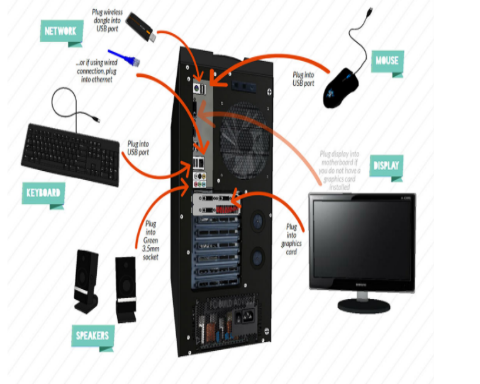 NETWORK
Plug wireless
dongle into
USB port
...or if using wired
connection, plug
into ethernet
Plug into
USB port
MOUSE
Plug into
USB port
KEYBOARD
Plug display into
motherboard if
you do not have a
graphics card
installed
DISPLAY
Plug
into
Green
3.5mm
socket
Plug
into
graphics
card
SPEAKERS